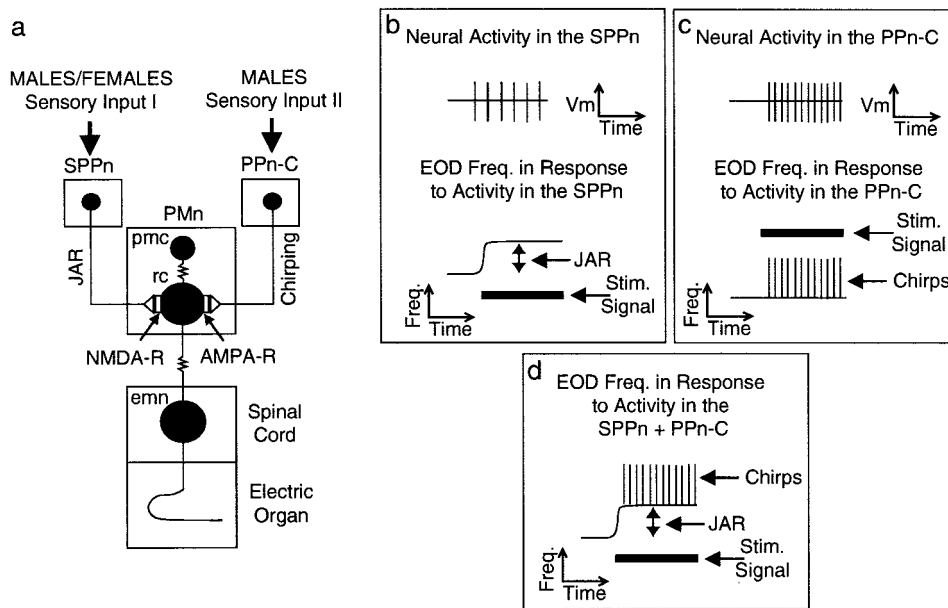 a
MALES/FEMALES
Sensory Input I
MALES
Sensory Input II
SPPn
PPn-C
PMn
pmc
rc
JAR
Chirping
NMDA-R
AMPA-R
emn
Spinal
Cord
Electric
Organ
b
Neural Activity in the SPPn
Vm
Time
EOD Freq. in Response
to Activity in the SPPn
JAR
Stim.
Signal
Freq.
Time
c
Neural Activity in the PPn-C
Vm
Time
EOD Freq. in Response
to Activity in the PPn-C
Stim.
Signal
Chirps
Freq.
Time
d
EOD Freq. in Response
to Activity in the
SPPn + PPn-C
Chirps
JAR
Stim.
Signal
Freq.
Time